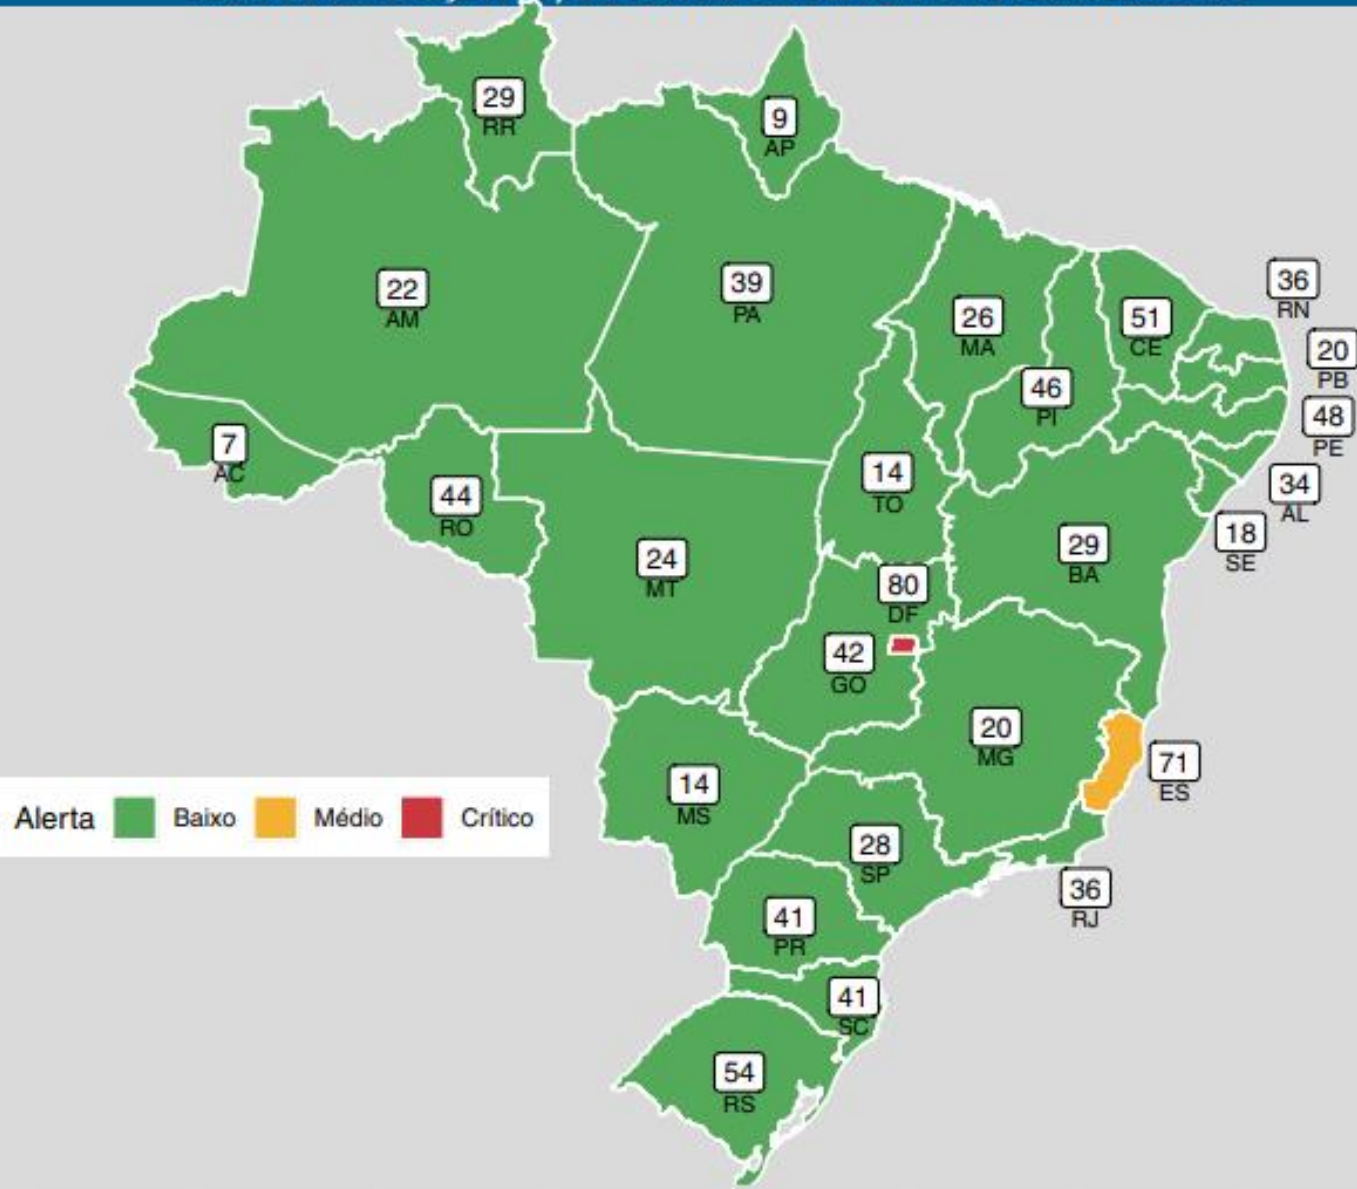 29
RR
9
AP
22
AM
39
PA
26
MA
51
CE
36
RN
20
PB
46
PI
48
PE
7
AC
44
RO
14
TO
34
AL
18
SE
24
MT
29
BA
80
DF
42
GO
20
MG
71
ES
14
MS
Alerta Baixo Médio Crítico
28
SP
36
RJ
41
PR
41
SC
54
RS